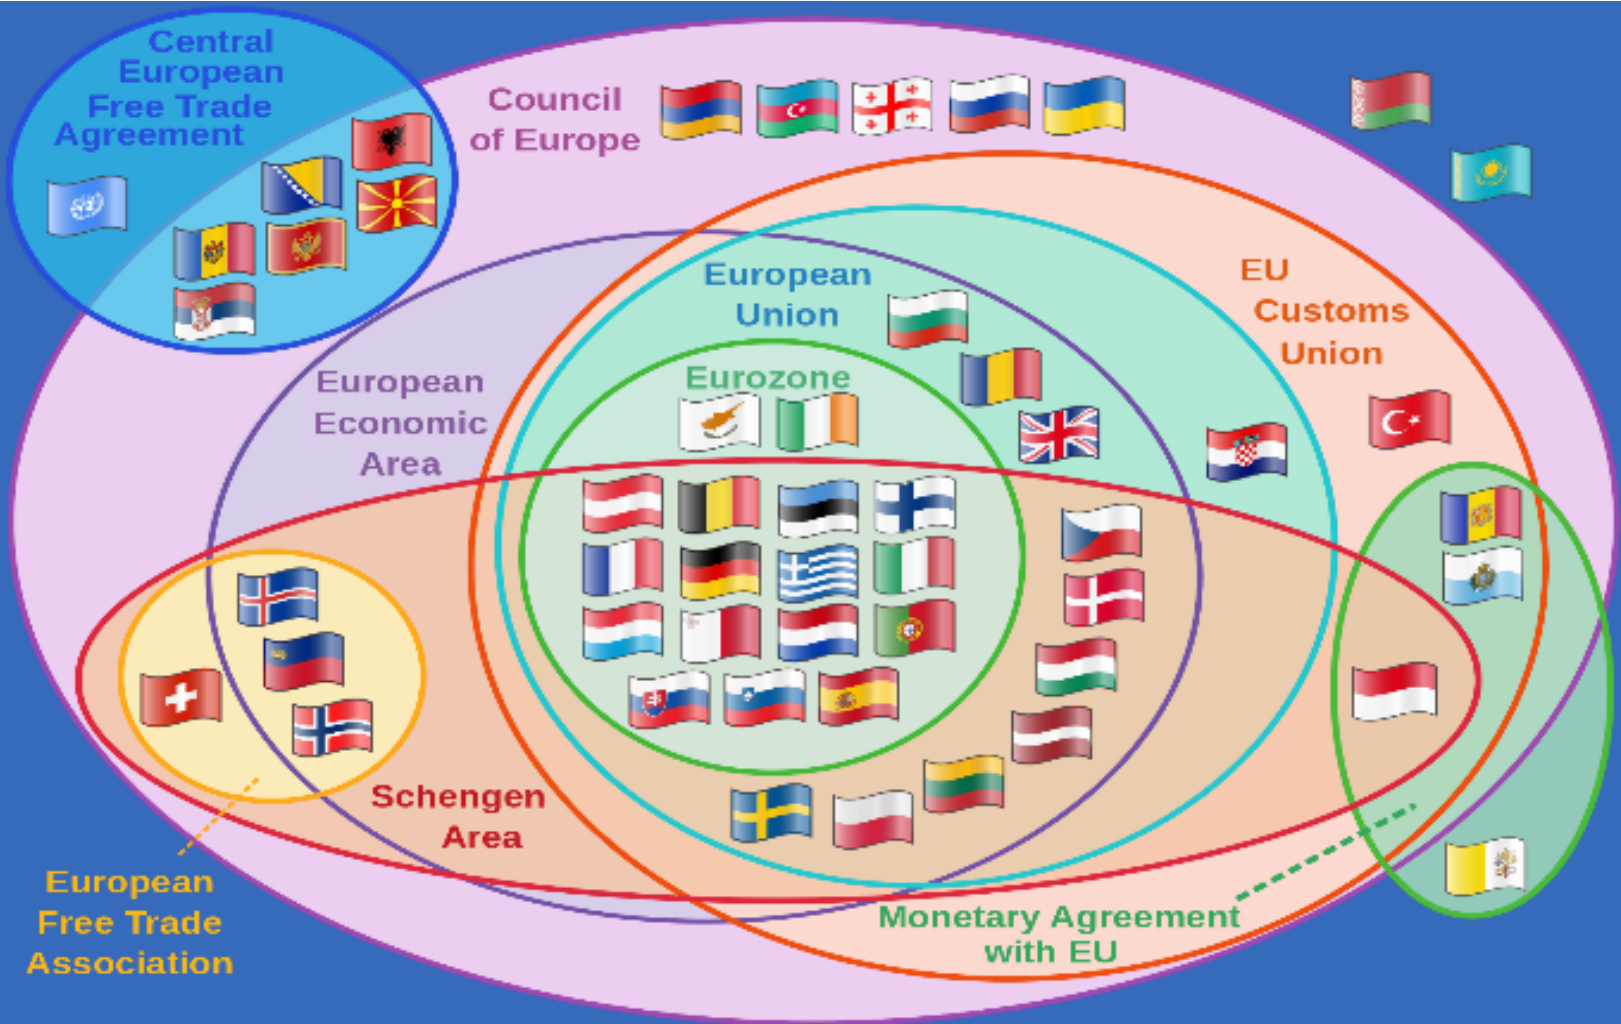 Central
European
Free Trade
Agreement
Council
of Europe
European
Union
EU
Customs
Union
European
Economic
Area
Eurozone
Schengen
Area
European
Free Trade
Association
Monetary Agreement
with EU